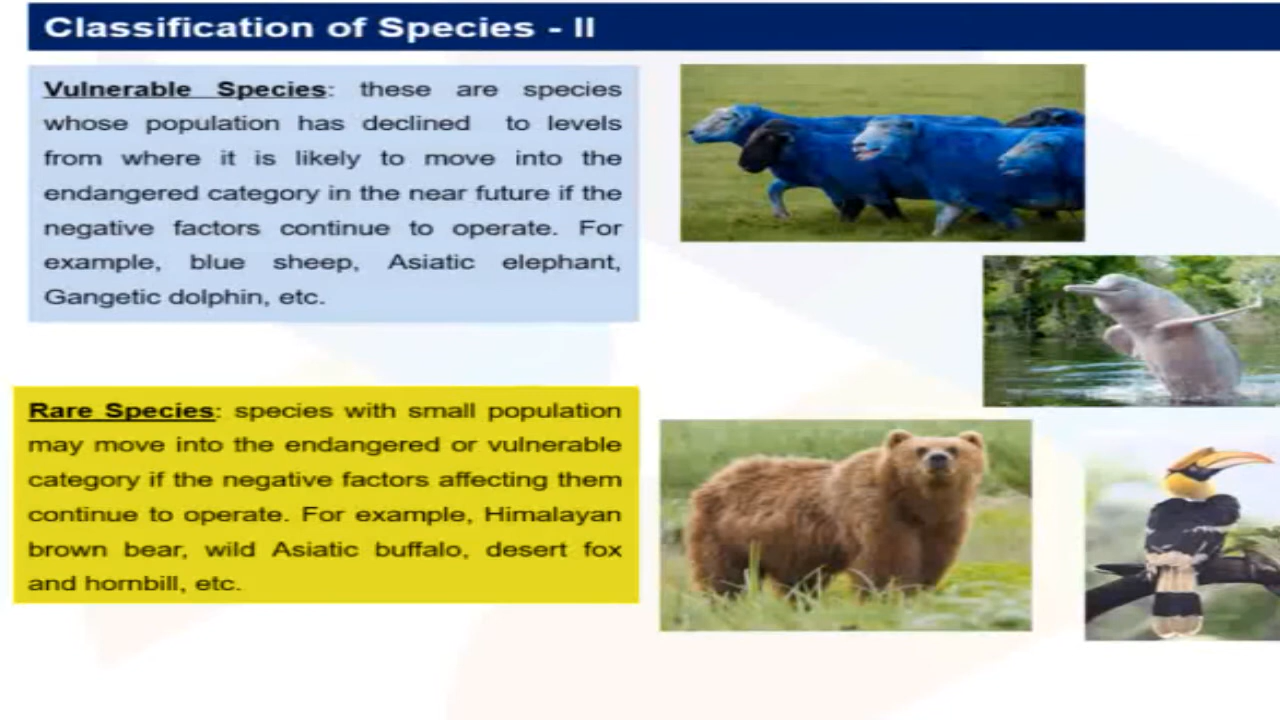 Classification of Species - II
Vulnerable Species: these are species
whose population has declined to levels
from where it is likely to move into the
endangered category in the near future if the
negative factors continue to operate. For
example, blue sheep, Asiatic elephant,
Gangetic dolphin, etc.
Rare Species: species with small population
may move into the endangered or vulnerable
category if the negative factors affecting them
continue to operate. For example, Himalayan
brown bear, wild Asiatic buffalo, desert fox
and hornbill, etc.